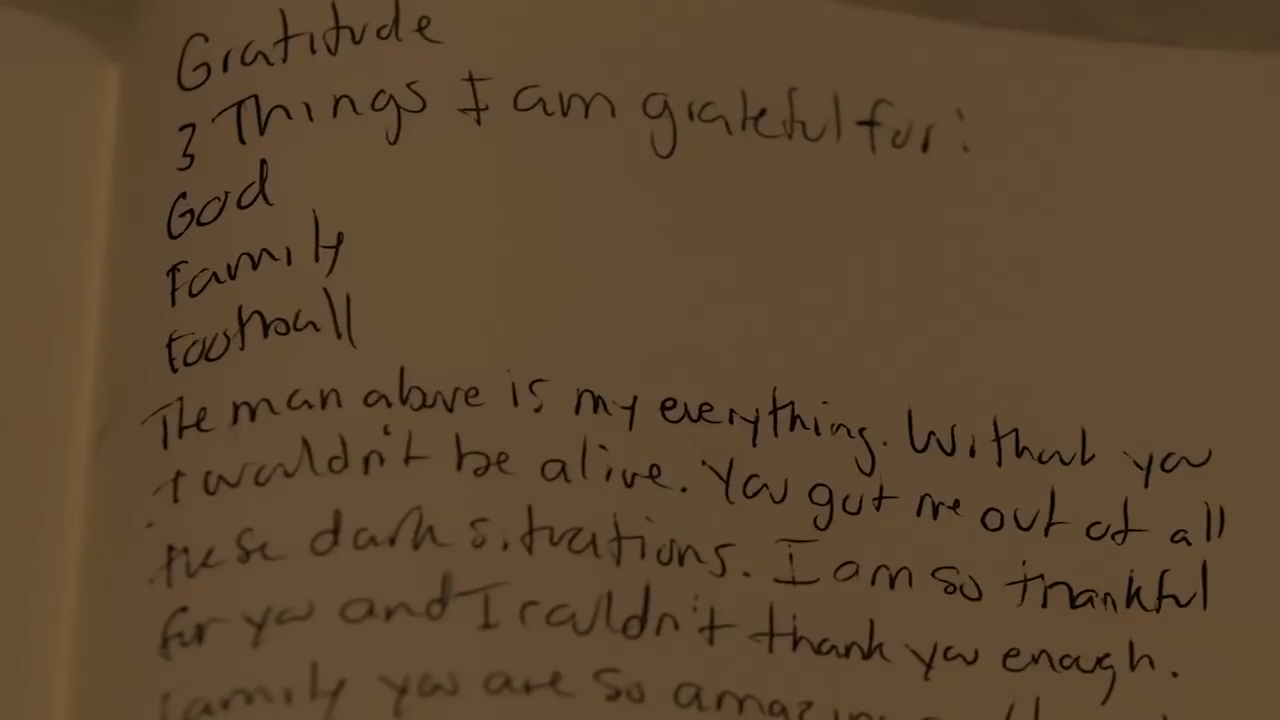 Gratitude
3 Things I am grateful for:
God
Family
Football
The man above is my everything. Without you
I wouldn't be alive. You got me out of all
these dark situations. I am so thankful
for you and I couldn't thank you enough.
Family you are so amazing